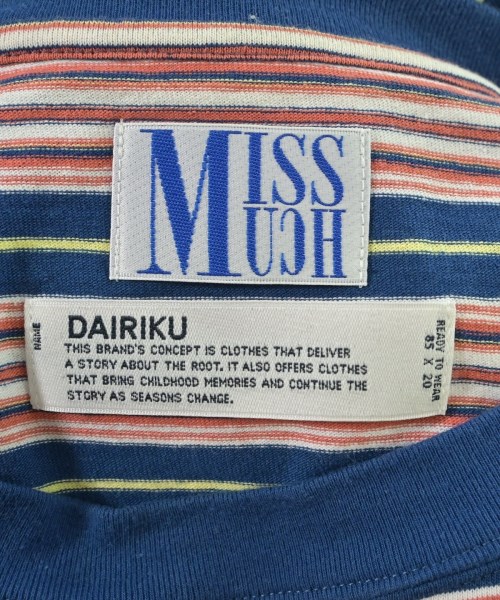 MISS
MUCH
NAME
DAIRIKU
THIS BRAND'S CONCEPT IS CLOTHES THAT DELIVER
A STORY ABOUT THE ROOT. IT ALSO OFFERS CLOTHES
THAT BRING CHILDHOOD MEMORIES AND CONTINUE THE
STORY AS SEASONS CHANGE.
READY TO WEAR
85 X 20